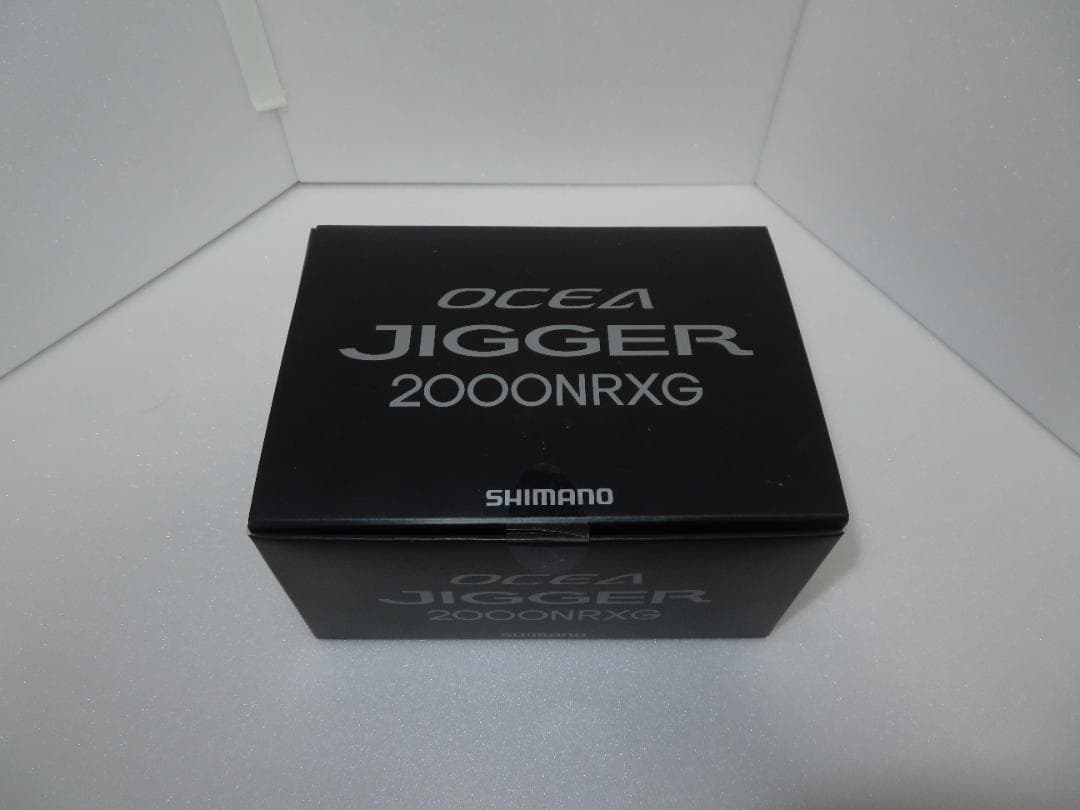 OCEA
JIGGER
2000NRXG
SHIMANO
OCEA
JIGGER
2000NRXG
SHIMANO